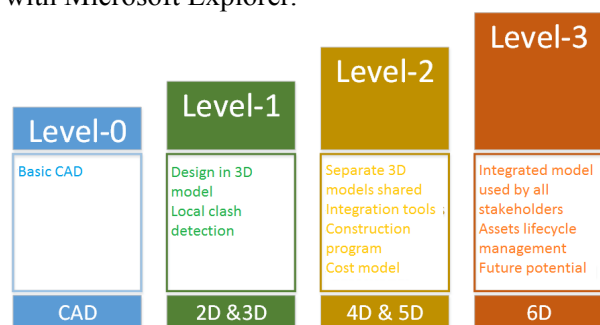 with Microsoft Explorer.
Level-0
Basic CAD
CAD
Level-1
Design in 3D
model
Local clash
detection
2D &3D
Level-2
Separate 3D
models shared
Integration tools
Construction
program
Cost model
4D & 5D
Level-3
Integrated model
used by all
stakeholders
Assets lifecycle
management
Future potential
6D